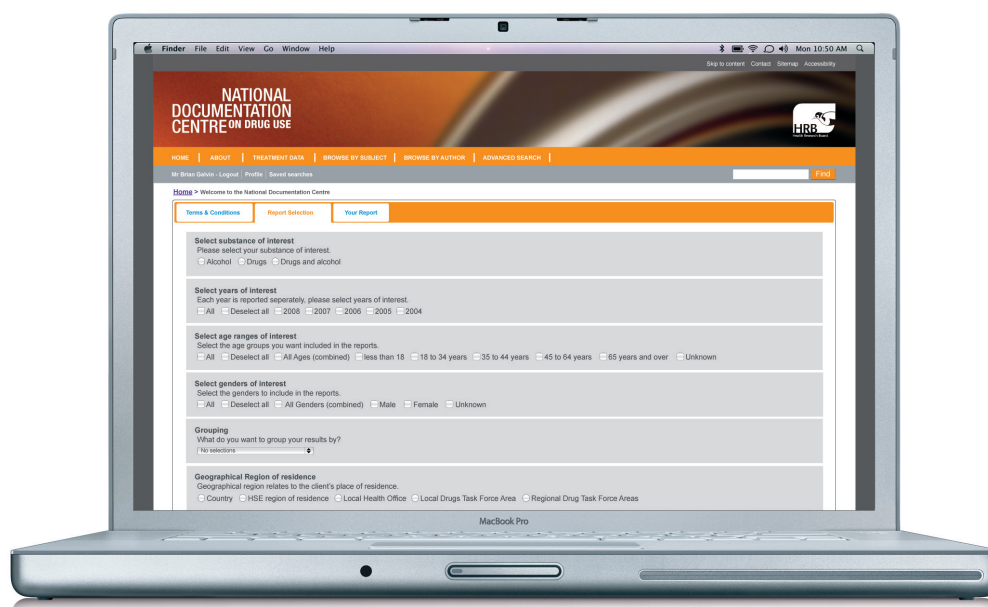 Finder File Edit View Go Window Help Mon 10:50 AM
Skip to content Contact Sitemap Accessibility
NATIONAL
DOCUMENTATION
CENTRE ON DRUG USE
HRB
Health Research Board
HOME ABOUT TREATMENT DATA BROWSE BY SUBJECT BROWSE BY AUTHOR ADVANCED SEARCH
Mr Brian Galvin - Logout Profile Saved searches Find
Home > Welcome to the National Documentation Centre
Terms & Conditions Report Selection Your Report
Select substance of interest
Please select your substance of interest.
Alcohol Drugs Drugs and alcohol
Select years of interest
Each year is reported seperately, please select years of interest.
All Deselect all 2008 2007 2006 2005 2004
Select age ranges of interest
Select the age groups you want included in the reports.
All Deselect all All Ages (combined) less than 18 18 to 34 years 35 to 44 years 45 to 64 years 65 years and over Unknown
Select genders of interest
Select the genders to include in the reports.
All Deselect all All Genders (combined) Male Female Unknown
Grouping
What do you want to group your results by?
No selections
Geographical Region of residence
Geographical region relates to the client's place of residence.
Country HSE region of residence Local Health Office Local Drugs Task Force Area Regional Drug Task Force Areas
MacBook Pro